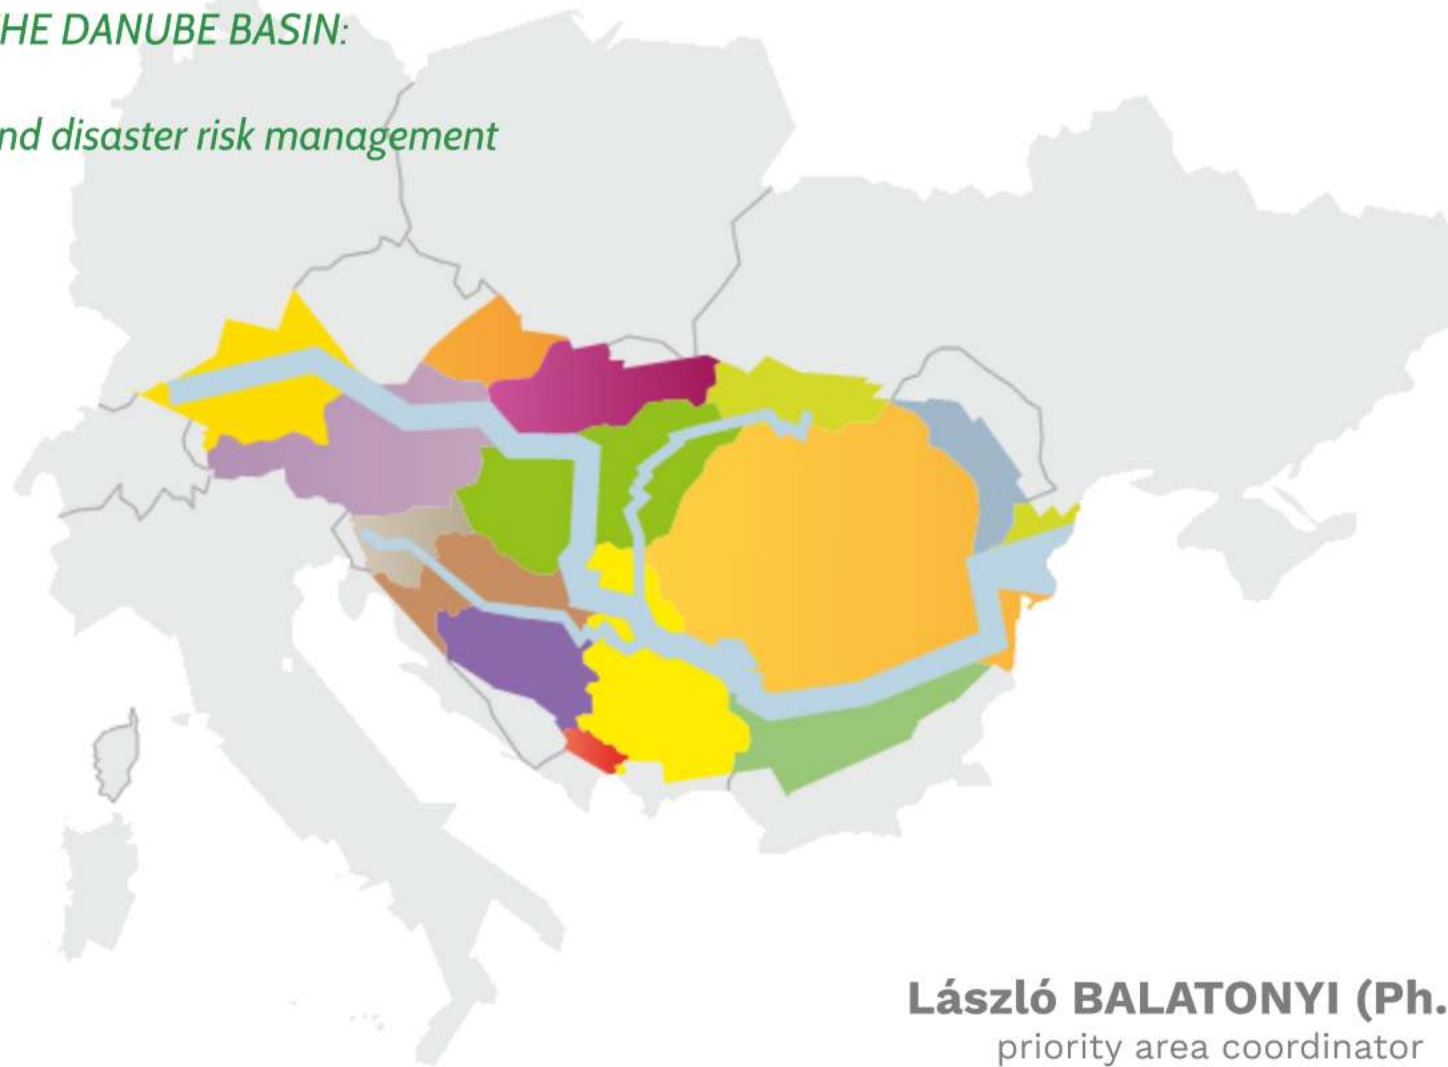 HE DANUBE BASIN:
nd disaster risk management
László BALATONYI (Ph.
priority area coordinator